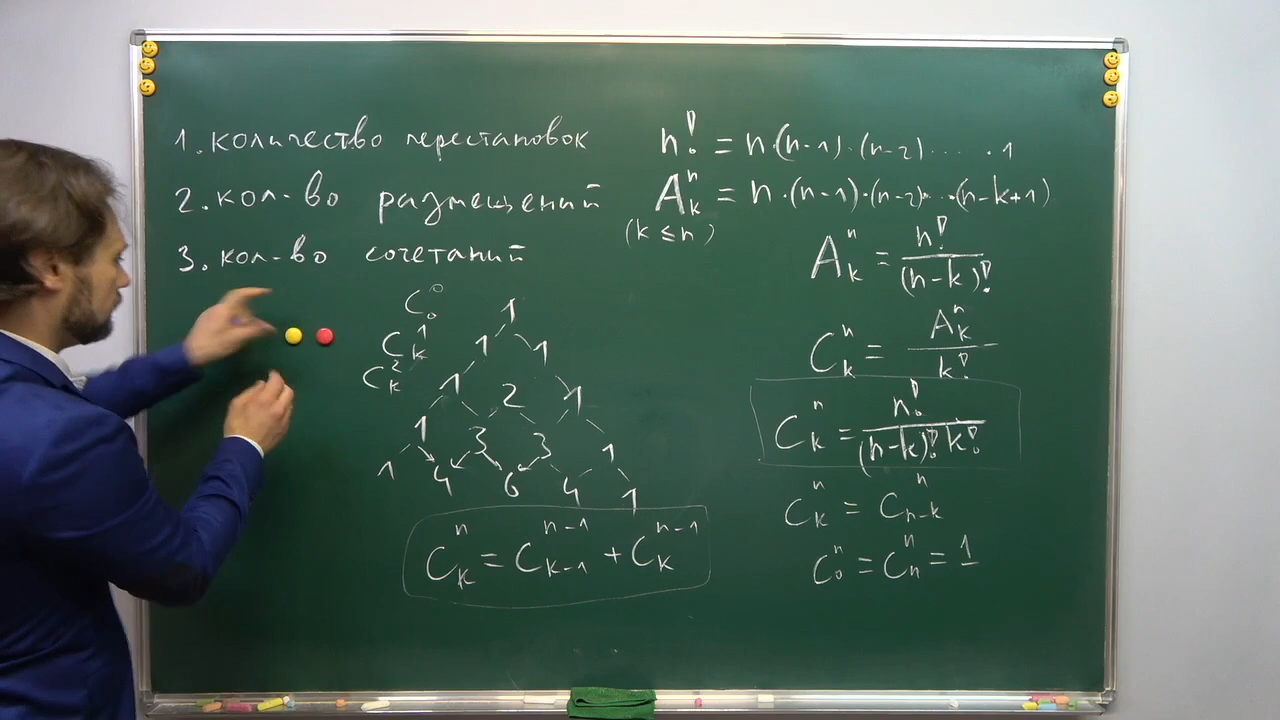 1. количество перестановок n! = n·(n-1)·(n-2)·....·1
2. кол-во размещений Aₖⁿ = n·(n-1)·(n-2)·..·(n-k+1)
(k ≤ n)
3. кол-во сочетаний
Aₖⁿ = n!/(n-k)!
C₀⁰ 1
Cₖ¹ 1 1
Cₖ² 1 2 1
1 3 3 1
1 4 6 4 1
Cₖⁿ = Cₖ₋₁ⁿ⁻¹ + Cₖⁿ⁻¹
Cₖⁿ = Aₖⁿ/k!
Cₖⁿ = n!/(n-k)!k!
Cₖⁿ = Cₙ₋ₖⁿ
C₀ⁿ = Cₙⁿ = 1